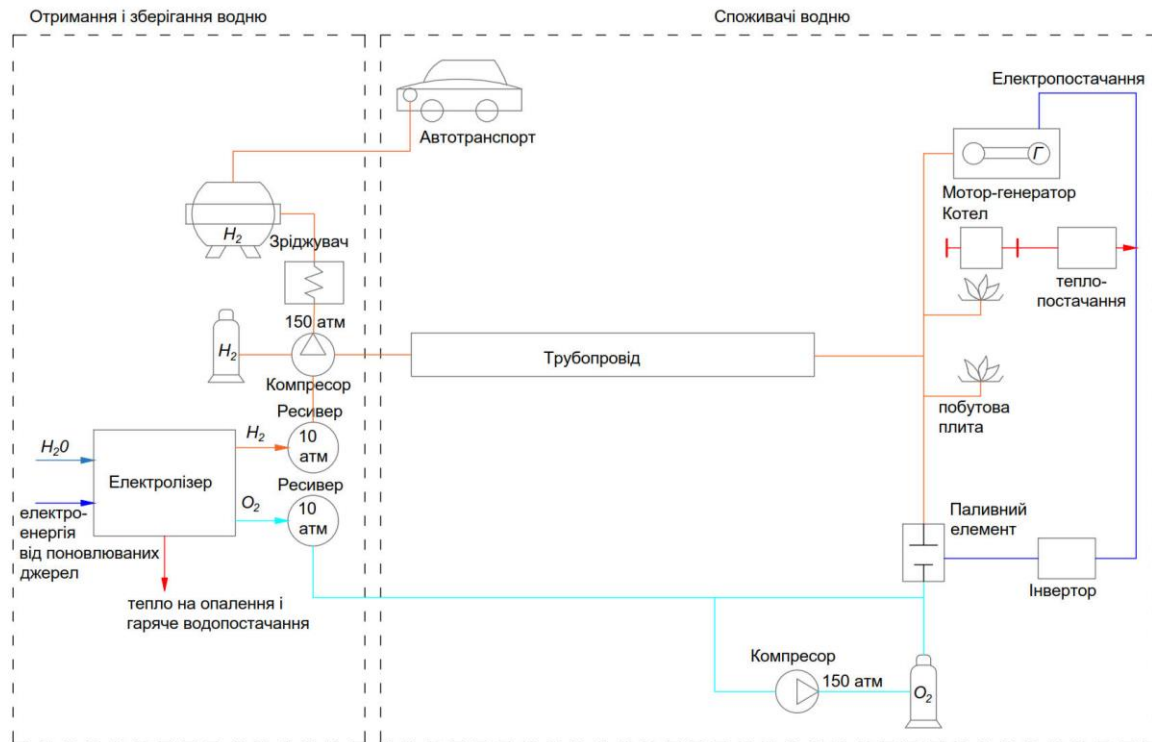 Отримання і зберігання водню
Споживачі водню
Електропостачання
Автотранспорт
Г
Мотор-генератор
Котел
H2
Зріджувач
тепло-
постачання
150 атм
H2
Трубопровід
Компресор
Ресивер
побутова
плита
H20
H2
10
атм
Електролізер
Ресивер
O2
10
атм
електро-
енергія
від поновлюваних
джерел
Паливний
елемент
Інвертор
тепло на опалення і
гаряче водопостачання
Компресор
150 атм
O2